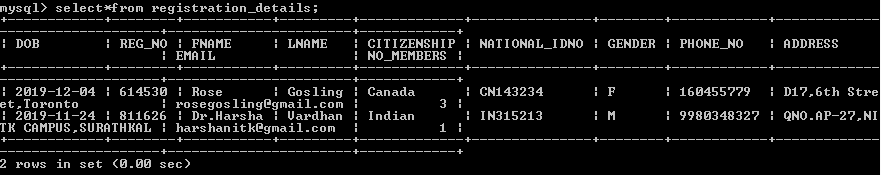 mysql> select*from registration_details;
+------------+--------+-----------+---------+-------------+---------------+--------+------------+-------------
---------------------+----------------------+------------+
| DOB | REG_NO | FNAME | LNAME | CITIZENSHIP | NATIONAL_IDNO | GENDER | PHONE_NO | ADDRESS
| EMAIL | NO_MEMBERS |
+------------+--------+-----------+---------+-------------+---------------+--------+------------+-------------
---------------------+----------------------+------------+
| 2019-12-04 | 614530 | Rose | Gosling | Canada | CN143234 | F | 160455779 | D17,6th Stre
et,Toronto | rosegosling@gmail.com | 3 |
| 2019-11-24 | 811626 | Dr.Harsha | Vardhan | Indian | IN315213 | M | 9980348327 | QNO.AP-27,NI
TK CAMPUS,SURATHKAL | harshanitk@gmail.com | 1 |
+------------+--------+-----------+---------+-------------+---------------+--------+------------+-------------
---------------------+----------------------+------------+
2 rows in set (0.00 sec)